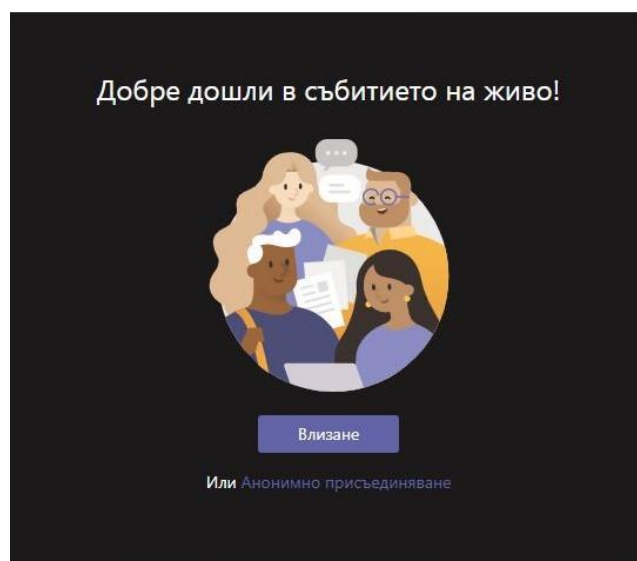 Добре дошли в събитието на живо!
Влизане
Или Анонимно присъединяване